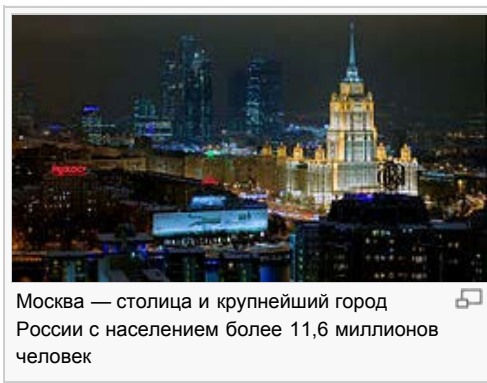 Москва — столица и крупнейший город
России с населением более 11,6 миллионов
человек